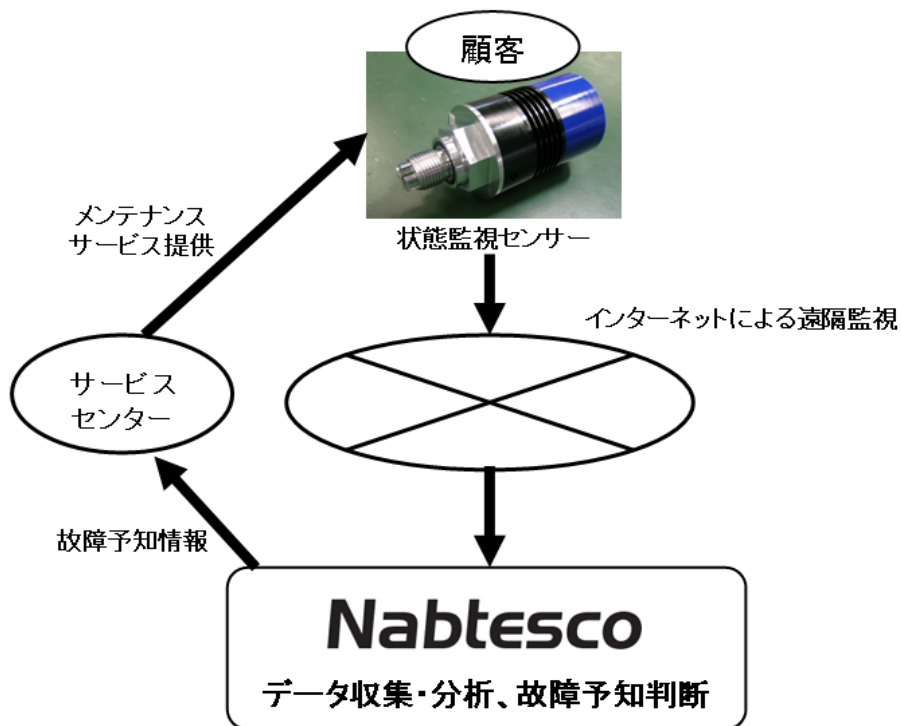 顧客
状態監視センサー
メンテナンス
サービス提供
インターネットによる遠隔監視
サービス
センター
故障予知情報
Nabtesco
データ収集・分析、故障予知判断